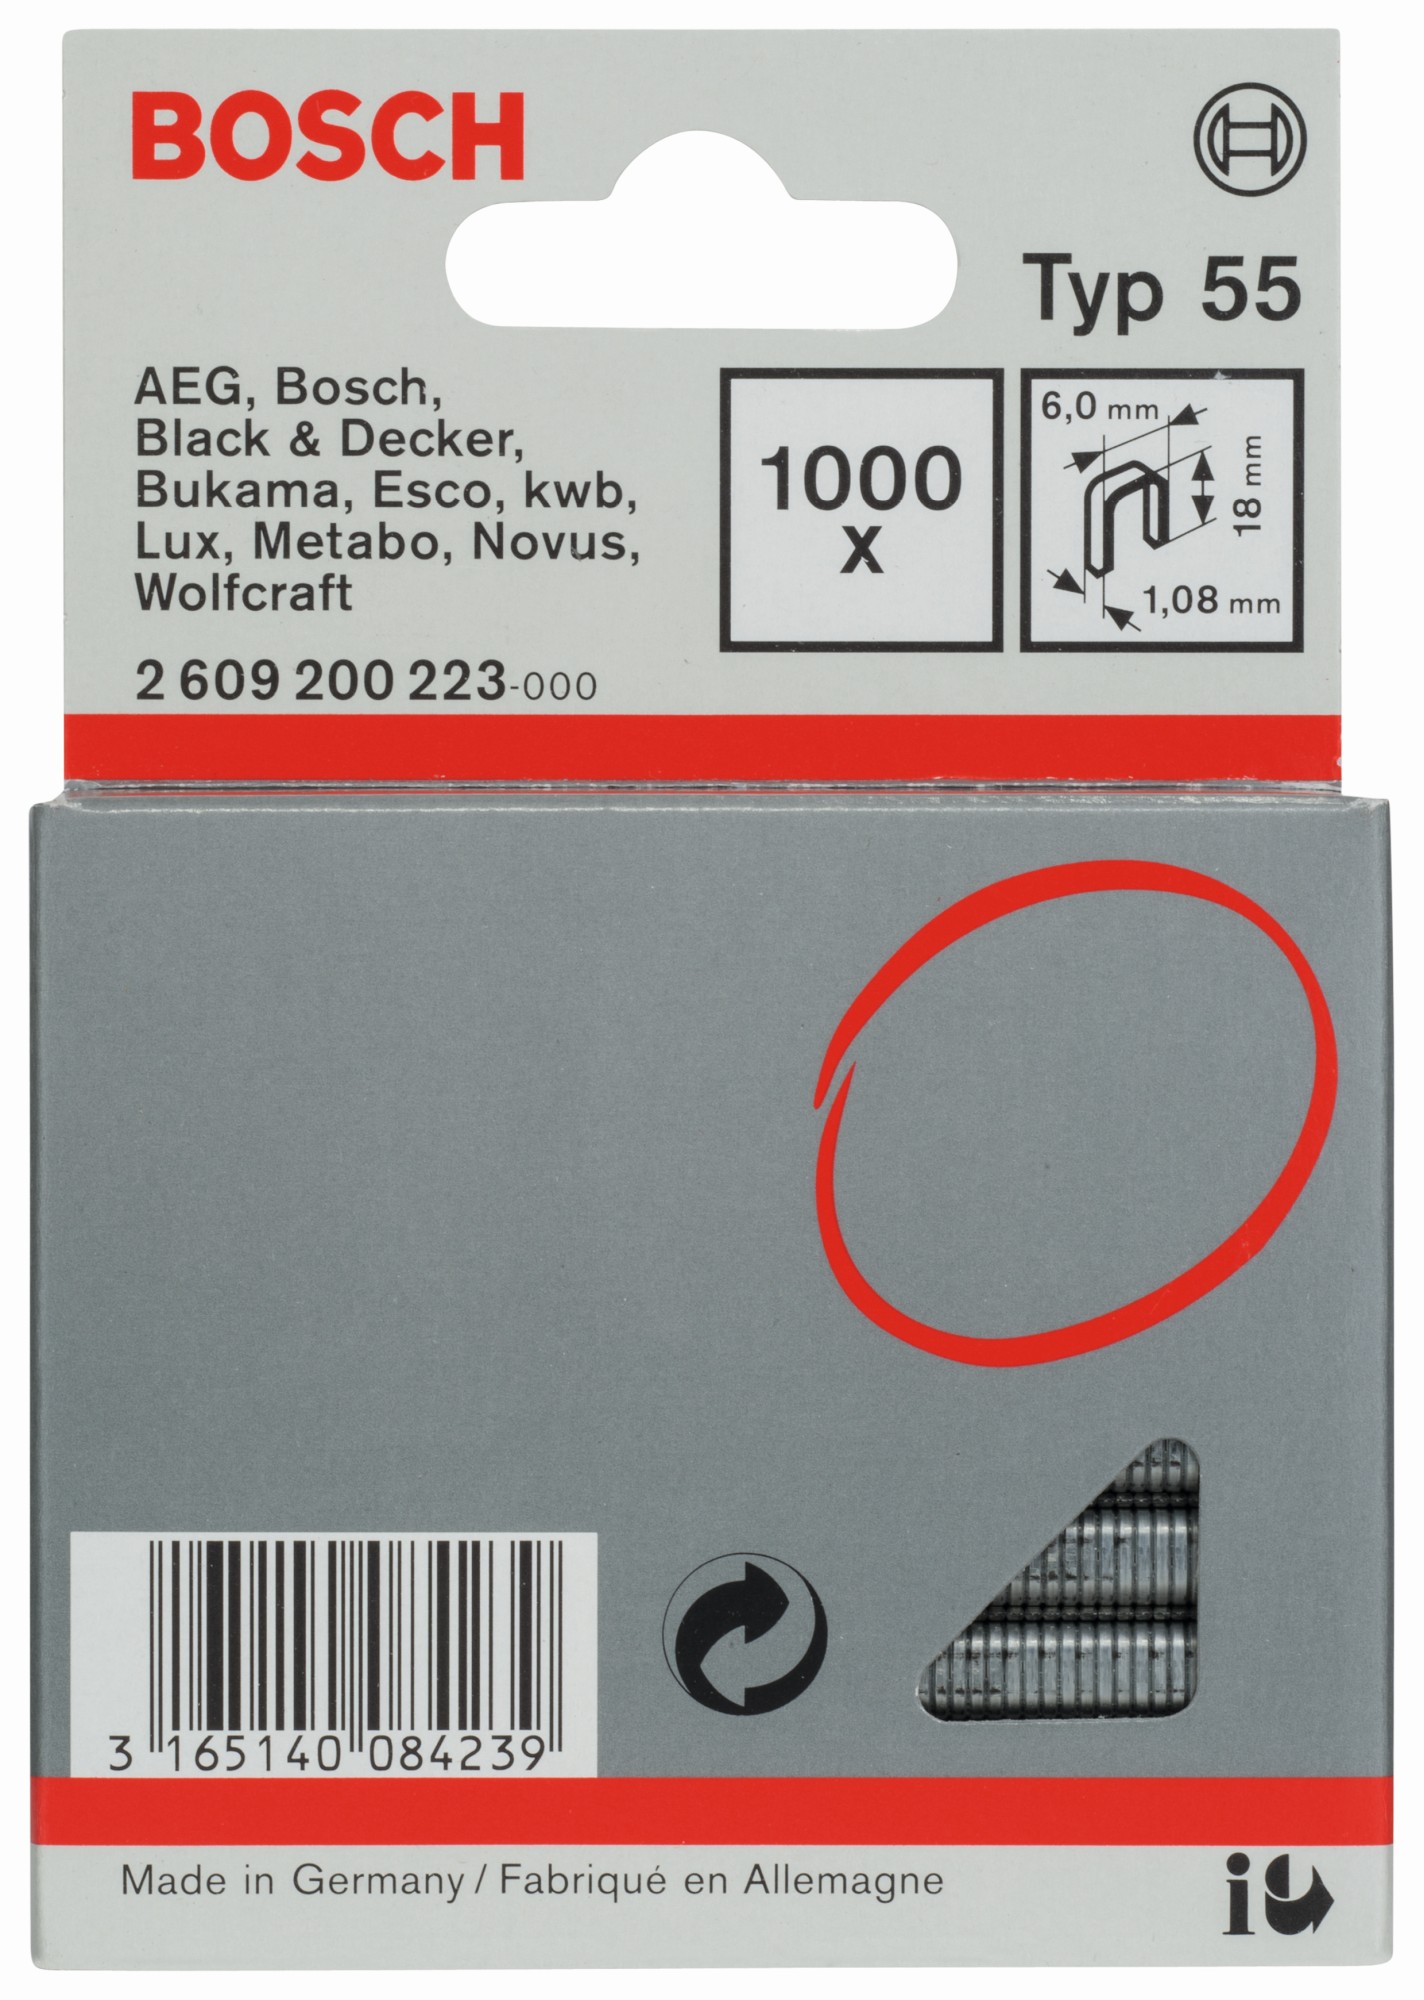 BOSCH
Typ 55
AEG, Bosch,
Black & Decker,
Bukama, Esco, kwb,
Lux, Metabo, Novus,
Wolfcraft
2 609 200 223-000
1000
x
6,0 mm
18 mm
1,08 mm
3 165140 084239
Made in Germany / Fabriqué en Allemagne